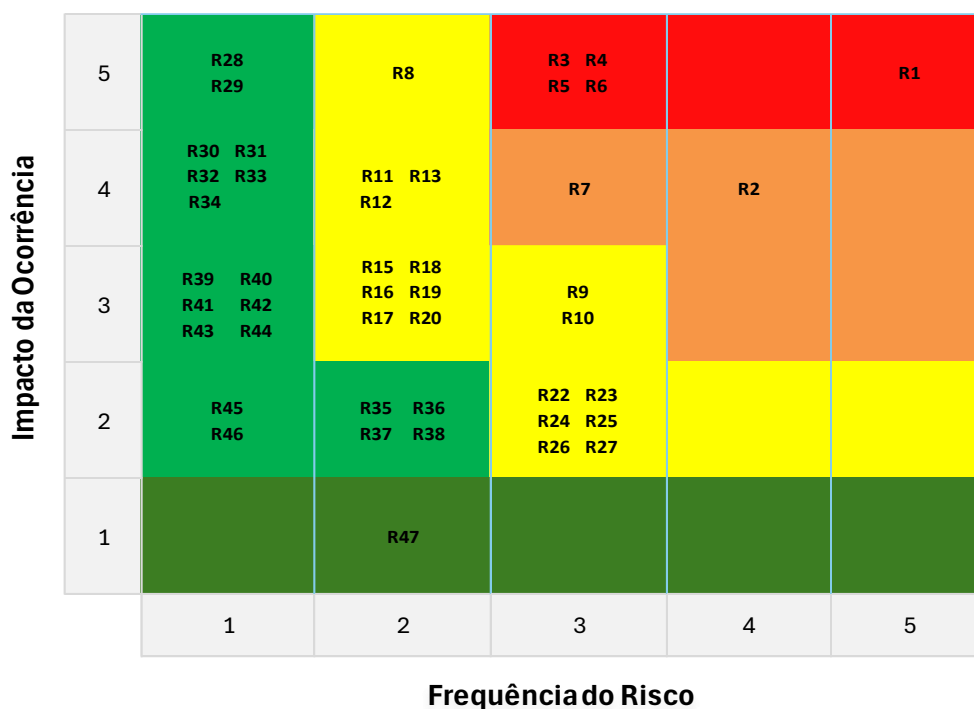 Impacto da Ocorrência
5
R28
R29
R8
R3 R4
R5 R6
R1
4
R30 R31
R32 R33
R34
R11 R13
R12
R7
R2
3
R39 R40
R41 R42
R43 R44
R15 R18
R16 R19
R17 R20
R9
R10
2
R45
R46
R35 R36
R37 R38
R22 R23
R24 R25
R26 R27
1
R47
1 2 3 4 5
Frequência do Risco